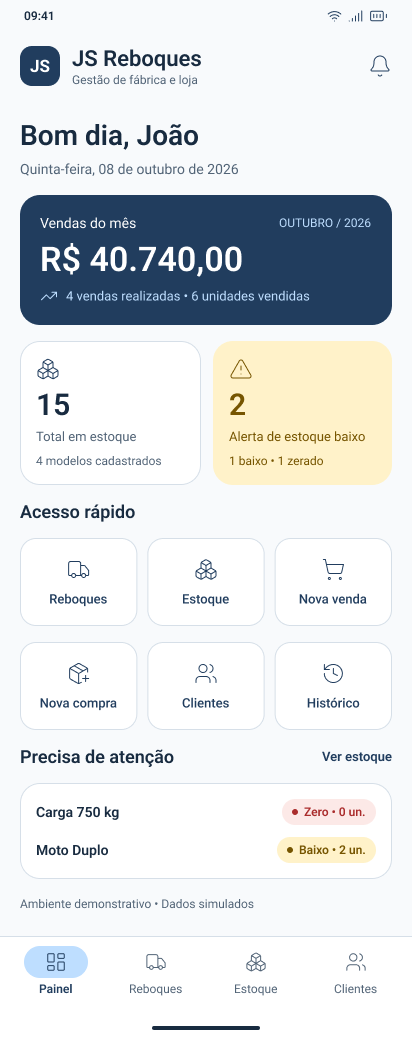 09:41
JS
JS Reboques
Gestão de fábrica e loja
Bom dia, João
Quinta-feira, 08 de outubro de 2026
Vendas do mês
OUTUBRO / 2026
R$ 40.740,00
4 vendas realizadas • 6 unidades vendidas
15
Total em estoque
4 modelos cadastrados
2
Alerta de estoque baixo
1 baixo • 1 zerado
Acesso rápido
Reboques
Estoque
Nova venda
Nova compra
Clientes
Histórico
Precisa de atenção
Ver estoque
Carga 750 kg
Zero • 0 un.
Moto Duplo
Baixo • 2 un.
Ambiente demonstrativo • Dados simulados
Painel
Reboques
Estoque
Clientes